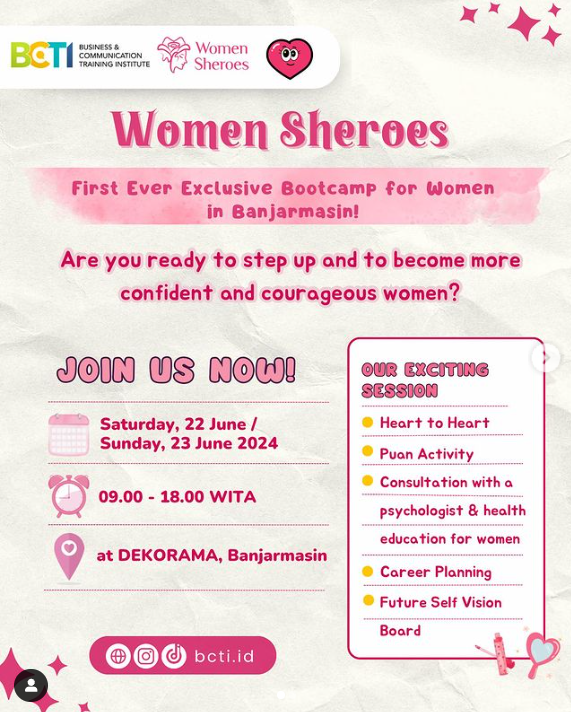 BCTI
BUSINESS &
COMMUNICATION
TRAINING INSTITUTE
Women
Sheroes
Women Sheroes
First Ever Exclusive Bootcamp for Women
in Banjarmasin!
Are you ready to step up and to become more
confident and courageous women?
JOIN US NOW!
Saturday, 22 June /
Sunday, 23 June 2024
09.00 - 18.00 WITA
at DEKORAMA, Banjarmasin
OUR EXCITING
SESSION
Heart to Heart
Puan Activity
Consultation with a
psychologist & health
education for women
Career Planning
Future Self Vision
Board
bcti.id